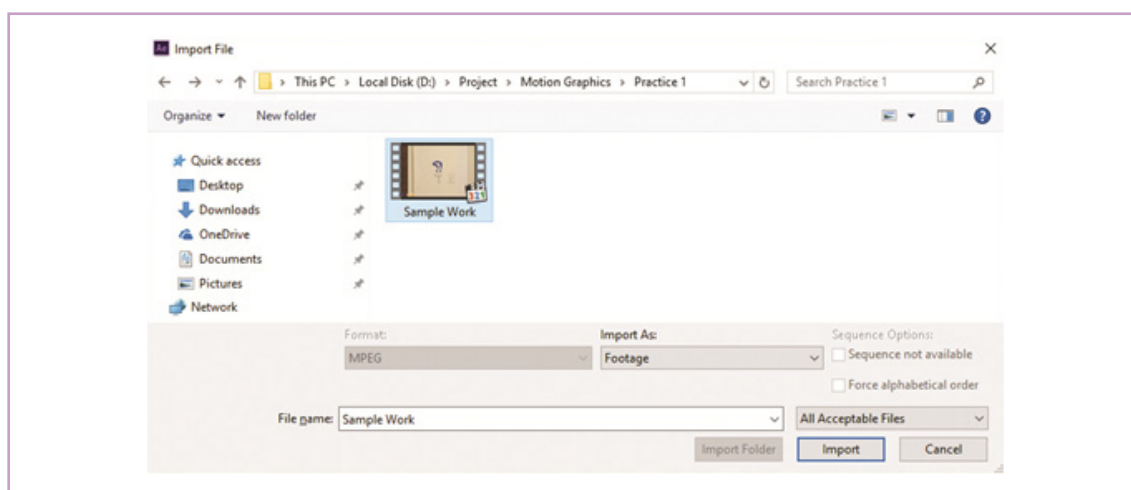 Ae Import File
This PC > Local Disk (D:) > Project > Motion Graphics > Practice 1
Search Practice 1
Organize
New folder
Quick access
Desktop
Downloads
OneDrive
Documents
Pictures
Network
Sample Work
Format:
Import As:
Sequence Options:
MPEG
Footage
Sequence not available
Force alphabetical order
File name: Sample Work
All Acceptable Files
Import Folder
Import
Cancel